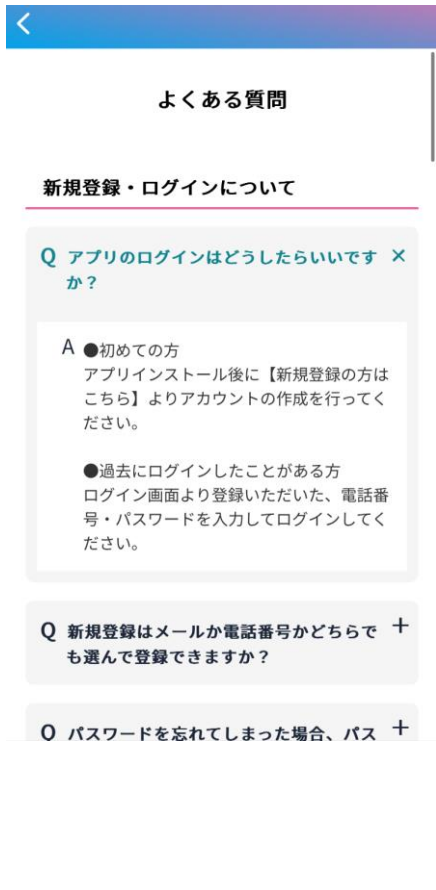 よくある質問
新規登録・ログインについて
Q アプリのログインはどうしたらいいです
か？
A ●初めての方
アプリインストール後に【新規登録の方は
こちら】よりアカウントの作成を行ってく
ださい。
●過去にログインしたことがある方
ログイン画面より登録いただいた、電話番
号・パスワードを入力してログインしてく
ださい。
Q 新規登録はメールか電話番号かどちらで
も選んで登録できますか？
Q パスワードを忘れてしまった場合、パス